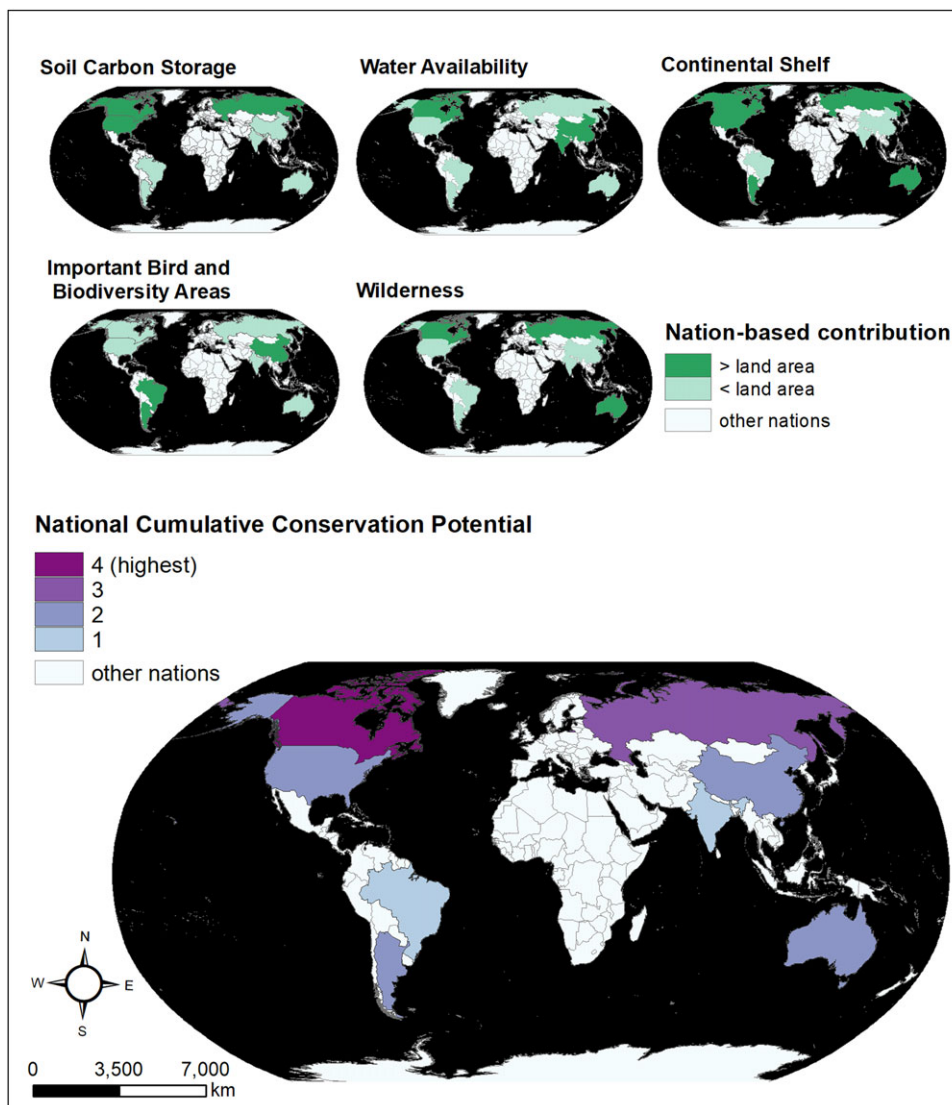 Soil Carbon Storage
Water Availability
Continental Shelf
Important Bird and
Biodiversity Areas
Wilderness
Nation-based contribution
> land area
< land area
other nations
National Cumulative Conservation Potential
4 (highest)
3
2
1
other nations
N
W
E
S
0
3,500
7,000
km